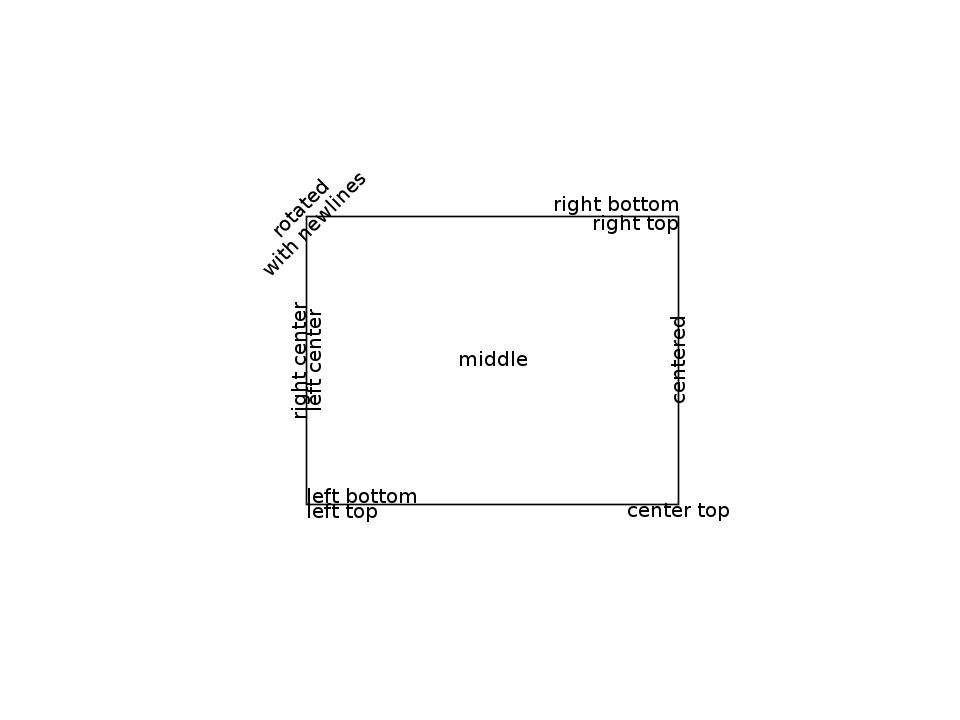 rotated
with newlines
right bottom
right top
right center
left center
middle
centered
left bottom
left top
center top